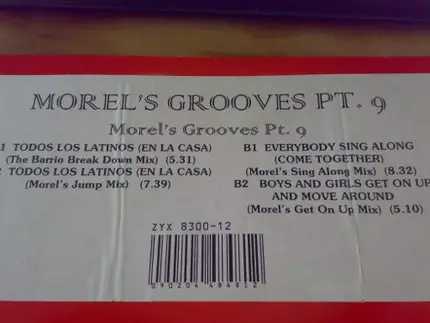 MOREL'S GROOVES PT. 9
Morel's Grooves Pt. 9
1 TODOS LOS LATINOS (EN LA CASA)
(The Barrio Break Down Mix) (5.31)
TODOS LOS LATINOS (EN LA CASA)
(Morel's Jump Mix) (7.39)
B1 EVERYBODY SING ALONG
(COME TOGETHER)
(Morel's Sing Along Mix) (8.32)
B2 BOYS AND GIRLS GET ON UP
AND MOVE AROUND
(Morel's Get On Up Mix) (5.10)
ZYX 8300-12
090204 484812